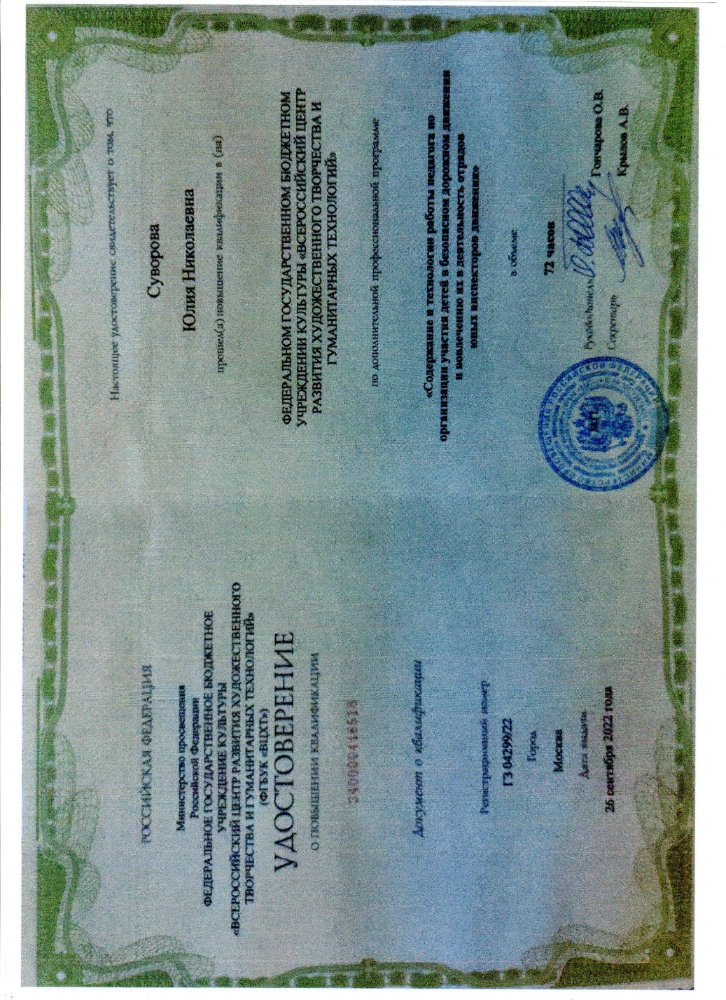 РОССИЙСКАЯ ФЕДЕРАЦИЯ
Министерство просвещения
Российской Федерации
ФЕДЕРАЛЬНОЕ ГОСУДАРСТВЕННОЕ БЮДЖЕТНОЕ
УЧРЕЖДЕНИЕ КУЛЬТУРЫ
«ВСЕРОССИЙСКИЙ ЦЕНТР РАЗВИТИЯ ХУДОЖЕСТВЕННОГО
ТВОРЧЕСТВА И ГУМАНИТАРНЫХ ТЕХНОЛОГИЙ»
(ФГБУК «ВЦХТ»)
УДОСТОВЕРЕНИЕ
О ПОВЫШЕНИИ КВАЛИФИКАЦИИ
Документ о квалификации
Регистрационный номер
ГЗ 04299/22
Город
Москва
Дата выдачи
26 сентября 2022 года
Настоящее удостоверение свидетельствует о том, что
Суворова
Юлия Николаевна
прошел(а) повышение квалификации в (на)
ФЕДЕРАЛЬНОМ ГОСУДАРСТВЕННОМ БЮДЖЕТНОМ
УЧРЕЖДЕНИИ КУЛЬТУРЫ «ВСЕРОССИЙСКИЙ ЦЕНТР
РАЗВИТИЯ ХУДОЖЕСТВЕННОГО ТВОРЧЕСТВА И
ГУМАНИТАРНЫХ ТЕХНОЛОГИЙ»
по дополнительной профессиональной программе
«Содержание и технологии работы педагога по
организации участия детей в безопасном дорожном движении
и вовлечению их в деятельность отрядов
юных инспекторов движения»
в объеме
72 часов
Руководитель Гончарова О.В.
Секретарь Крылов А.В.